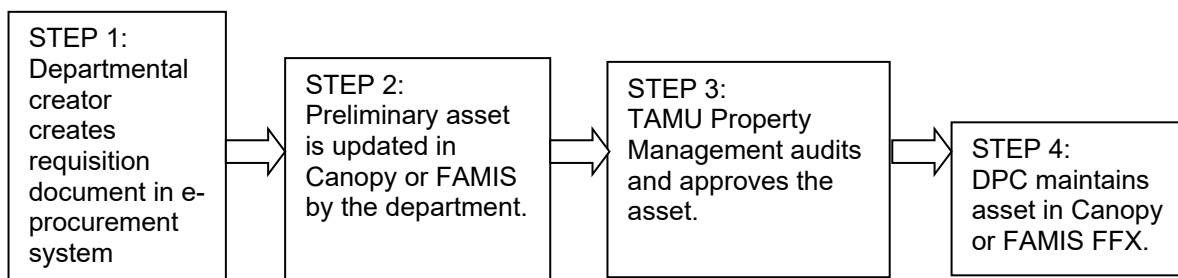 STEP 1:
Departmental
creator
creates
requisition
document in e-
procurement
system
STEP 2:
Preliminary asset
is updated in
Canopy or FAMIS
by the department.
STEP 3:
TAMU Property
Management audits
and approves the
asset.
STEP 4:
DPC maintains
asset in Canopy
or FAMIS FFX.